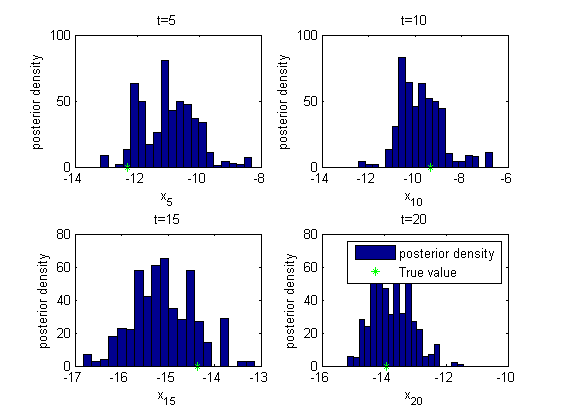 t=5
100
50
0
posterior density
-14 -12 -10 -8
x5
t=10
100
50
0
posterior density
-14 -12 -10 -8 -6
x10
t=15
80
60
40
20
0
posterior density
-17 -16 -15 -14 -13
x15
t=20
80
60
40
20
0
posterior density
posterior density
True value
-16 -14 -12 -10
x20